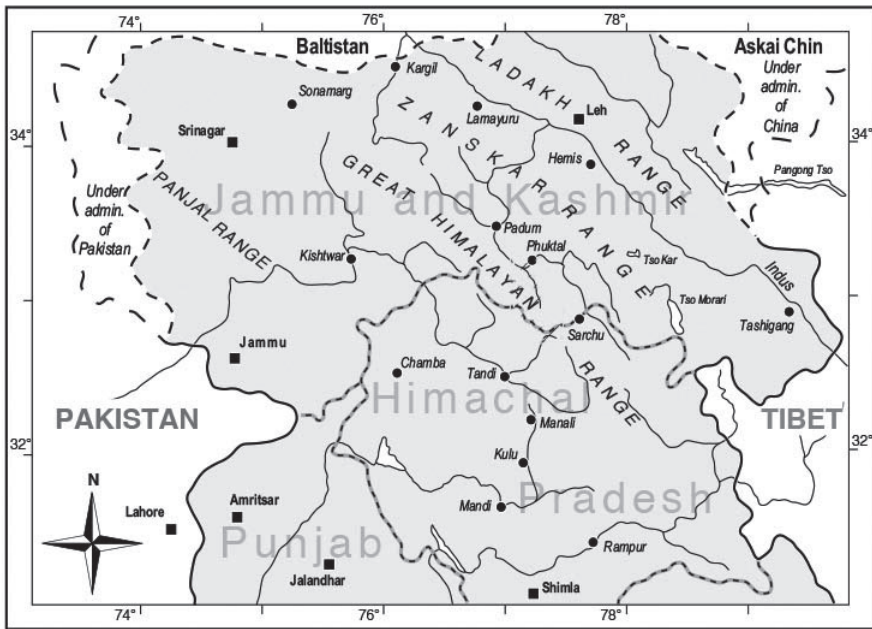 74°
76°
78°
Baltistan
Askai Chin
Under
admin.
of
China
Kargil
Sonamarg
LADAKH RANGE
Lamayuru
Leh
34°
34°
Srinagar
ZANSKAR RANGE
Hemis
Pangong Tso
GREAT HIMALAYAN RANGE
PANJAL RANGE
Under
admin.
of
Pakistan
Jammu and Kashmir
Padum
Phuktal
Kishtwar
Tso Kar
Indus
Tso Morari
Sarchu
Tashigang
Jammu
Chamba
Tandi
Himachal
Pradesh
PAKISTAN
TIBET
Manali
32°
32°
Kulu
N
Lahore
Amritsar
Mandi
Punjab
Rampur
Jalandhar
Shimla
74°
76°
78°